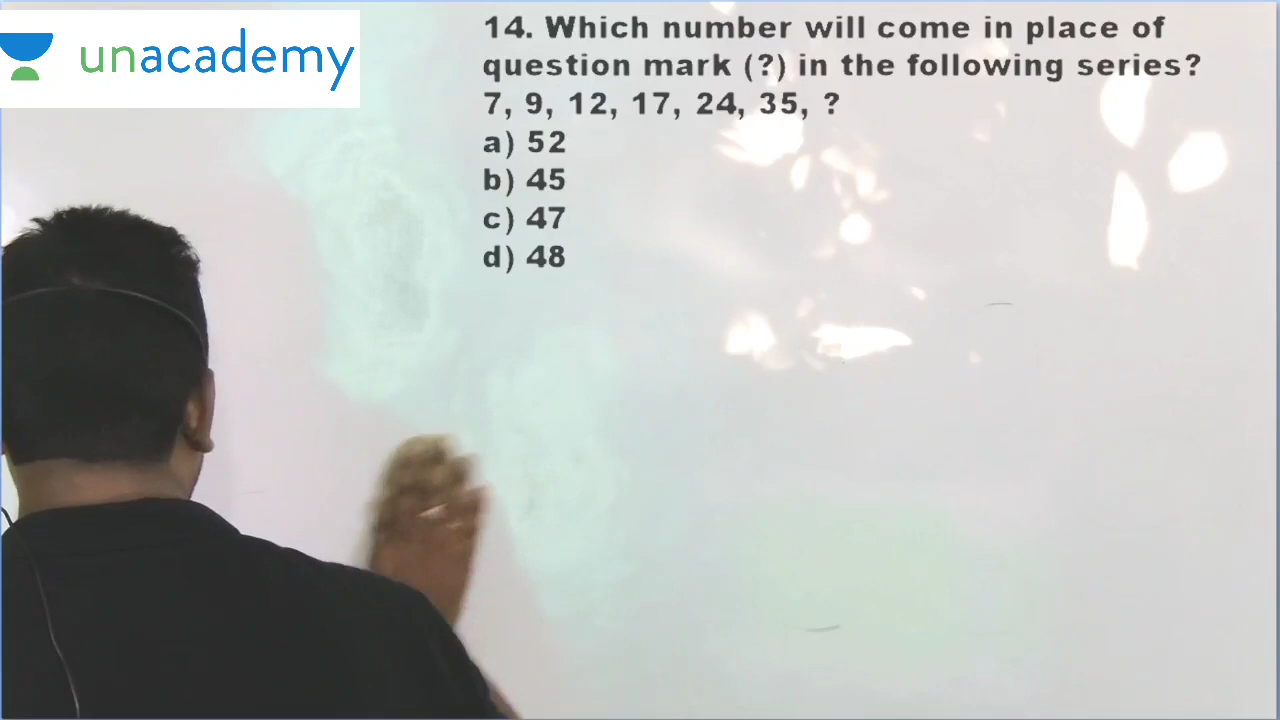 unacademy
14. Which number will come in place of
question mark (?) in the following series?
7, 9, 12, 17, 24, 35, ?
a) 52
b) 45
c) 47
d) 48